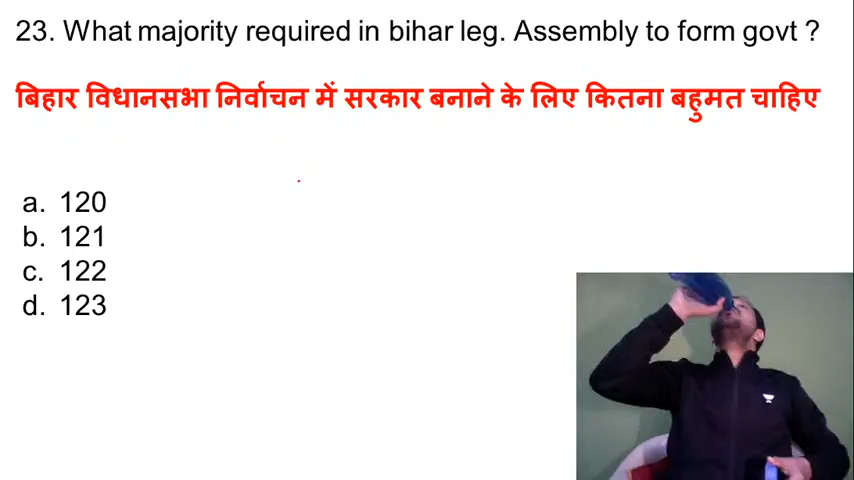 23. What majority required in bihar leg. Assembly to form govt ?
बिहार विधानसभा निर्वाचन में सरकार बनाने के लिए कितना बहुमत चाहिए
a. 120
b. 121
c. 122
d. 123